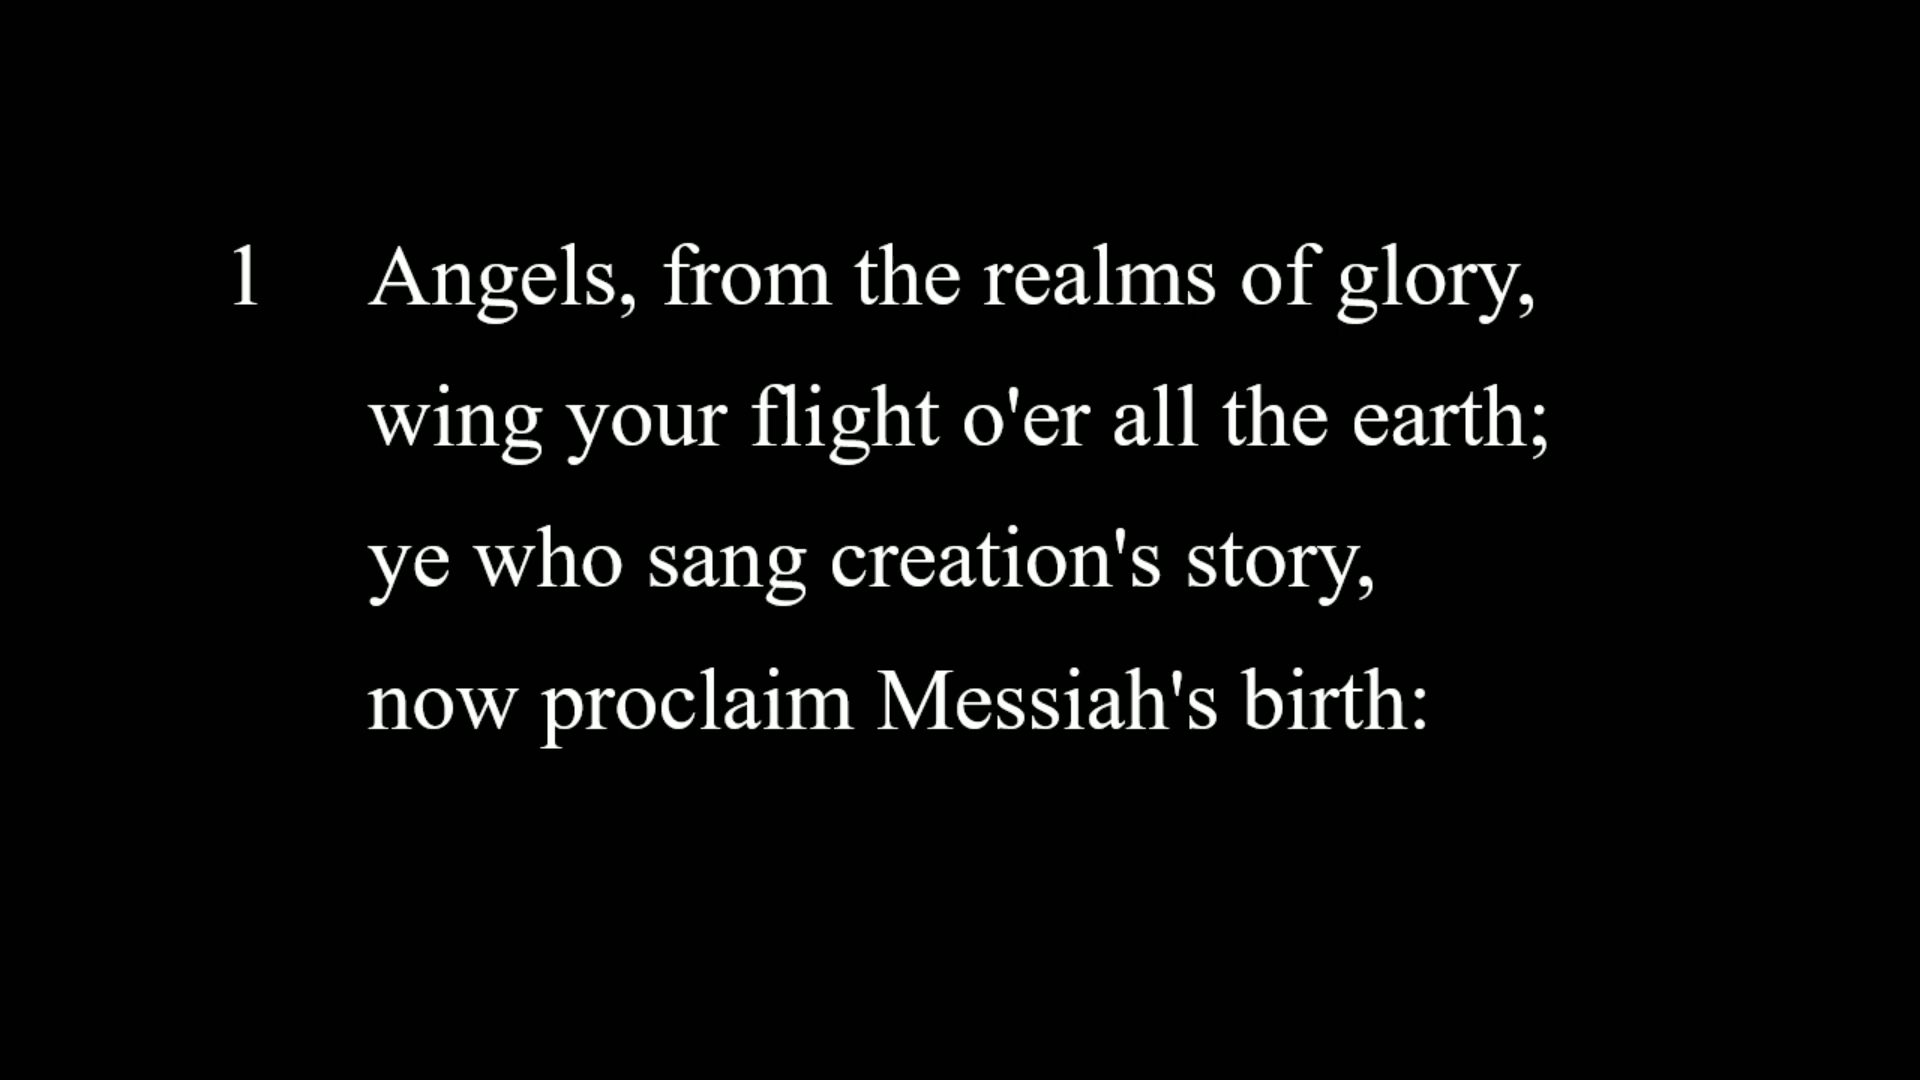 1 Angels, from the realms of glory,
wing your flight o'er all the earth;
ye who sang creation's story,
now proclaim Messiah's birth: